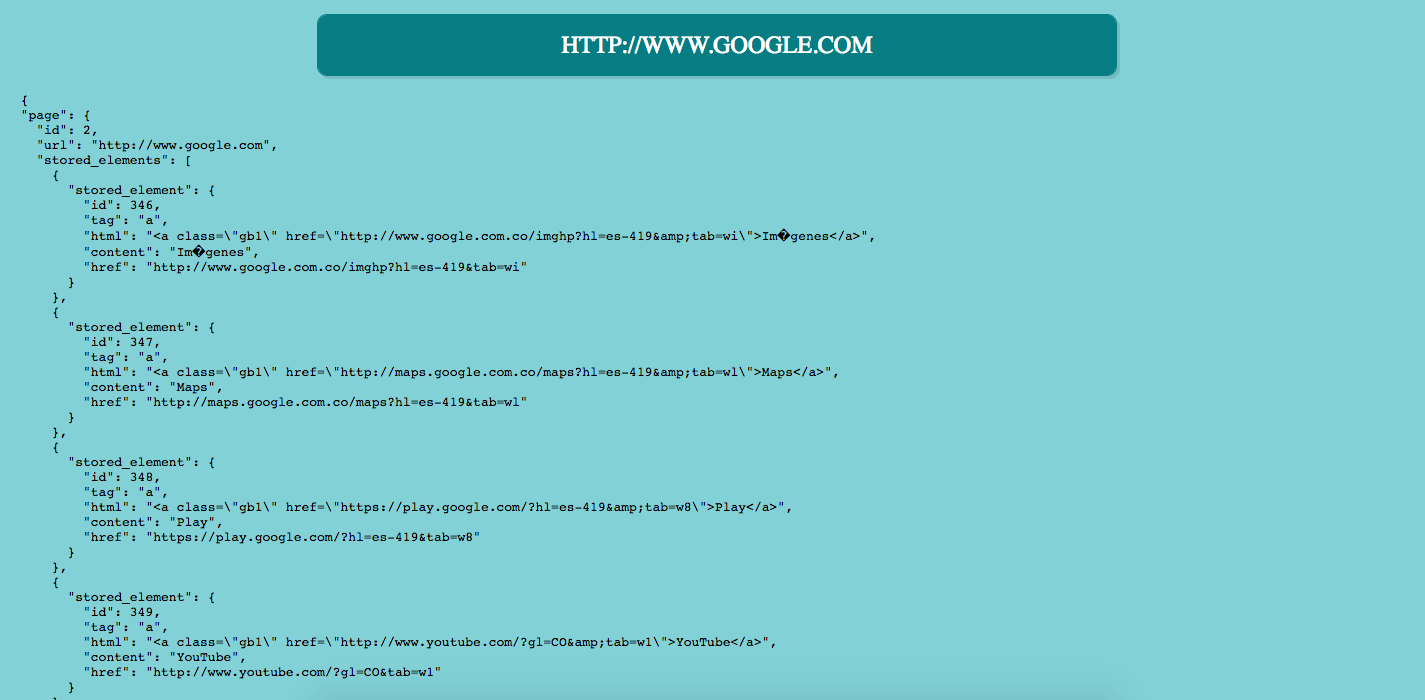 HTTP://WWW.GOOGLE.COM
{
"page": {
  "id": 2,
  "url": "http://www.google.com",
  "stored_elements": [
    {
      "stored_element": {
        "id": 346,
        "tag": "a",
        "html": "<a class=\"gb1\" href=\"http://www.google.com.co/imghp?hl=es-419&amp;tab=wi\">Im�genes</a>",
        "content": "Im�genes",
        "href": "http://www.google.com.co/imghp?hl=es-419&tab=wi"
      }
    },
    {
      "stored_element": {
        "id": 347,
        "tag": "a",
        "html": "<a class=\"gb1\" href=\"http://maps.google.com.co/maps?hl=es-419&amp;tab=wl\">Maps</a>",
        "content": "Maps",
        "href": "http://maps.google.com.co/maps?hl=es-419&tab=wl"
      }
    },
    {
      "stored_element": {
        "id": 348,
        "tag": "a",
        "html": "<a class=\"gb1\" href=\"https://play.google.com/?hl=es-419&amp;tab=w8\">Play</a>",
        "content": "Play",
        "href": "https://play.google.com/?hl=es-419&tab=w8"
      }
    },
    {
      "stored_element": {
        "id": 349,
        "tag": "a",
        "html": "<a class=\"gb1\" href=\"http://www.youtube.com/?gl=CO&amp;tab=w1\">YouTube</a>",
        "content": "YouTube",
        "href": "http://www.youtube.com/?gl=CO&tab=w1"
      }